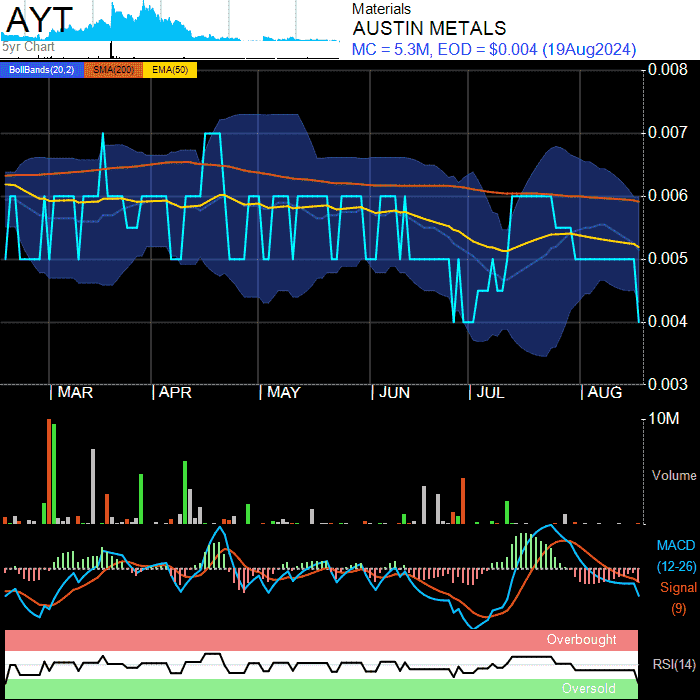 AYT
5yr Chart
Materials
AUSTIN METALS
MC = 5.3M, EOD = $0.004 (19Aug2024)
BollBands(20,2) SMA(200) EMA(50)
0.008
0.007
0.006
0.005
0.004
0.003
MAR APR MAY JUN JUL AUG
10M
Volume
MACD
(12-26)
Signal
(9)
Overbought
RSI(14)
Oversold